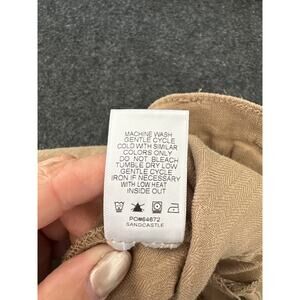 MACHINE WASH
GENTLE CYCLE
COLD WITH SIMILAR
COLORS ONLY
DO NOT BLEACH
TUMBLE DRY LOW
GENTLE CYCLE
IRON IF NECESSARY
WITH LOW HEAT
INSIDE OUT
PO#64672
SANDCASTLE